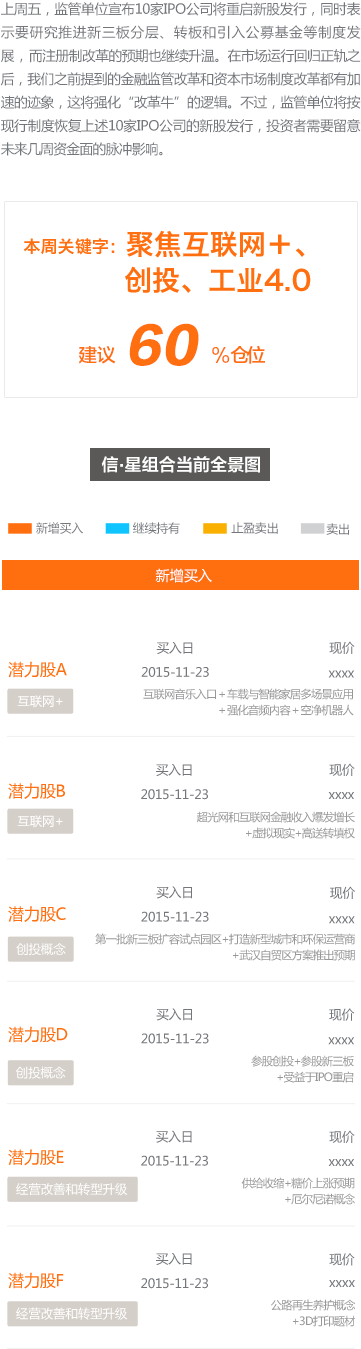 上周五，监管单位宣布10家IPO公司将重启新股发行，同时表
示要研究推进新三板分层、转板和引入公募基金等制度发
展，而注册制改革的预期也继续升温。在市场运行回归正轨之
后，我们之前提到的金融监管改革和资本市场制度改革都有加
速的迹象，这将强化“改革牛”的逻辑。不过，监管单位将按
现行制度恢复上述10家IPO公司的新股发行，投资者需要留意
未来几周资金面的脉冲影响。
本周关键字：聚焦互联网＋、
创投、工业4.0
建议 60 %仓位
信·星组合当前全景图
新增买入 继续持有 止盈卖出 卖出
新增买入
买入日 现价
潜力股A 2015-11-23 xxxx
互联网+ 互联网音乐入口＋车载与智能家居多场景应用
＋强化音频内容＋空净机器人
买入日 现价
潜力股B 2015-11-23 xxxx
互联网+ 超光网和互联网金融收入爆发增长
+虚拟现实+高送转填权
买入日 现价
潜力股C 2015-11-23 xxxx
创投概念 第一批新三板扩容试点园区+打造新型城市和环保运营商
+武汉自贸区方案推出预期
买入日 现价
潜力股D 2015-11-23 xxxx
创投概念 参股创投+参股新三板
+受益于IPO重启
买入日 现价
潜力股E 2015-11-23 xxxx
经营改善和转型升级 供给收缩+糖价上涨预期
+厄尔尼诺概念
买入日 现价
潜力股F 2015-11-23 xxxx
经营改善和转型升级 公路再生养护概念
+3D打印题材